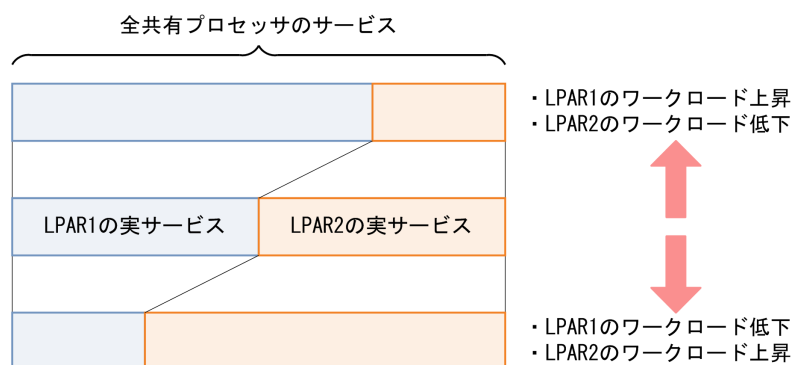 全共有プロセッサのサービス
・LPAR1のワークロード上昇
・LPAR2のワークロード低下
LPAR1の実サービス
LPAR2の実サービス
・LPAR1のワークロード低下
・LPAR2のワークロード上昇